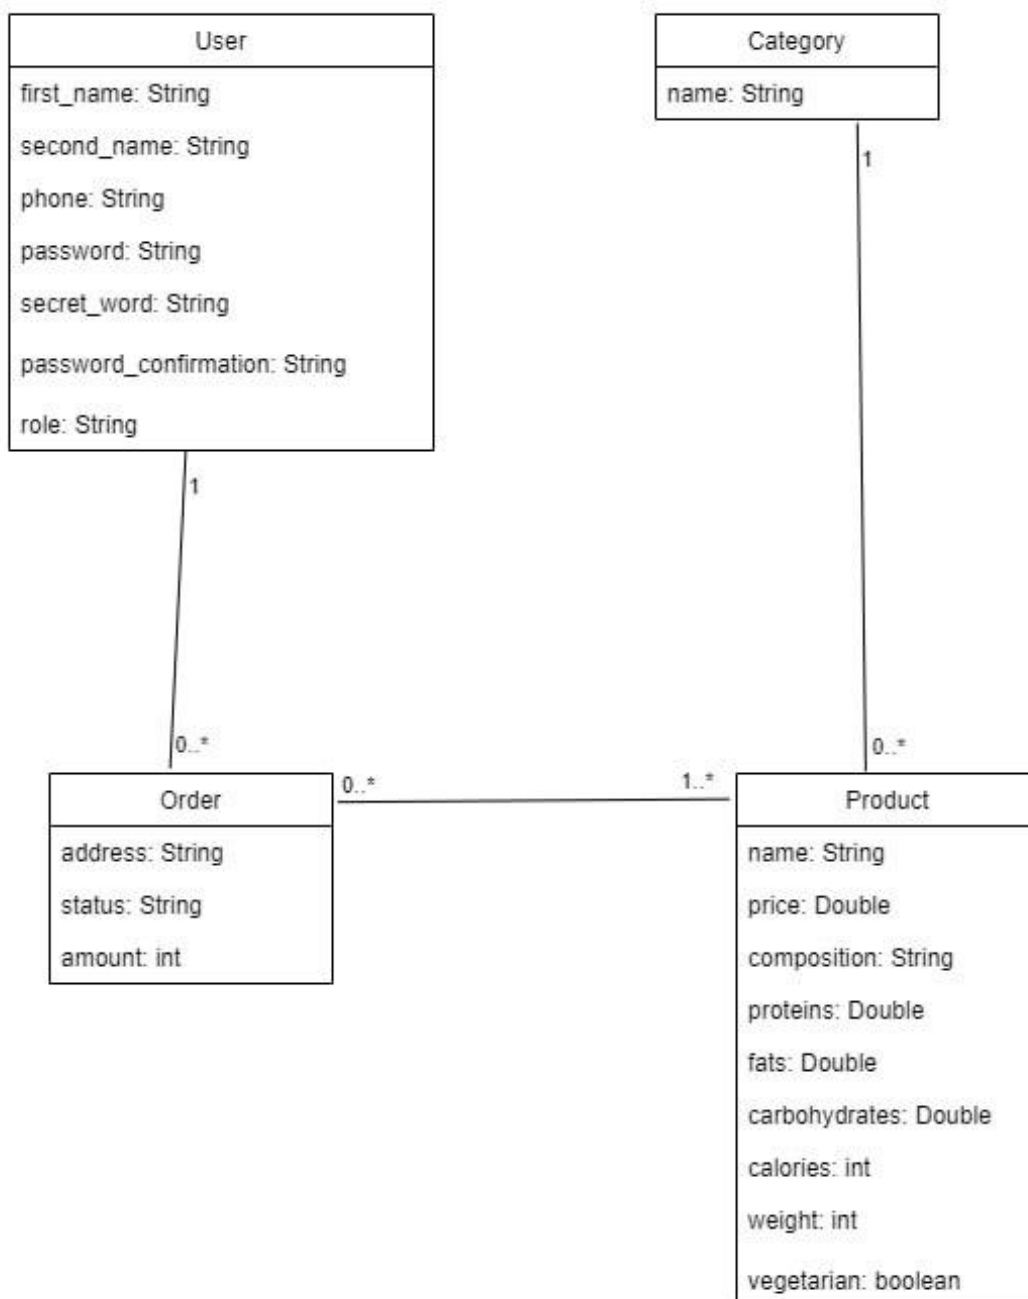 User
first_name: String
second_name: String
phone: String
password: String
secret_word: String
password_confirmation: String
role: String
Category
name: String
1
1
0..*
0..*
0..*
1..*
Order
address: String
status: String
amount: int
Product
name: String
price: Double
composition: String
proteins: Double
fats: Double
carbohydrates: Double
calories: int
weight: int
vegetarian: boolean